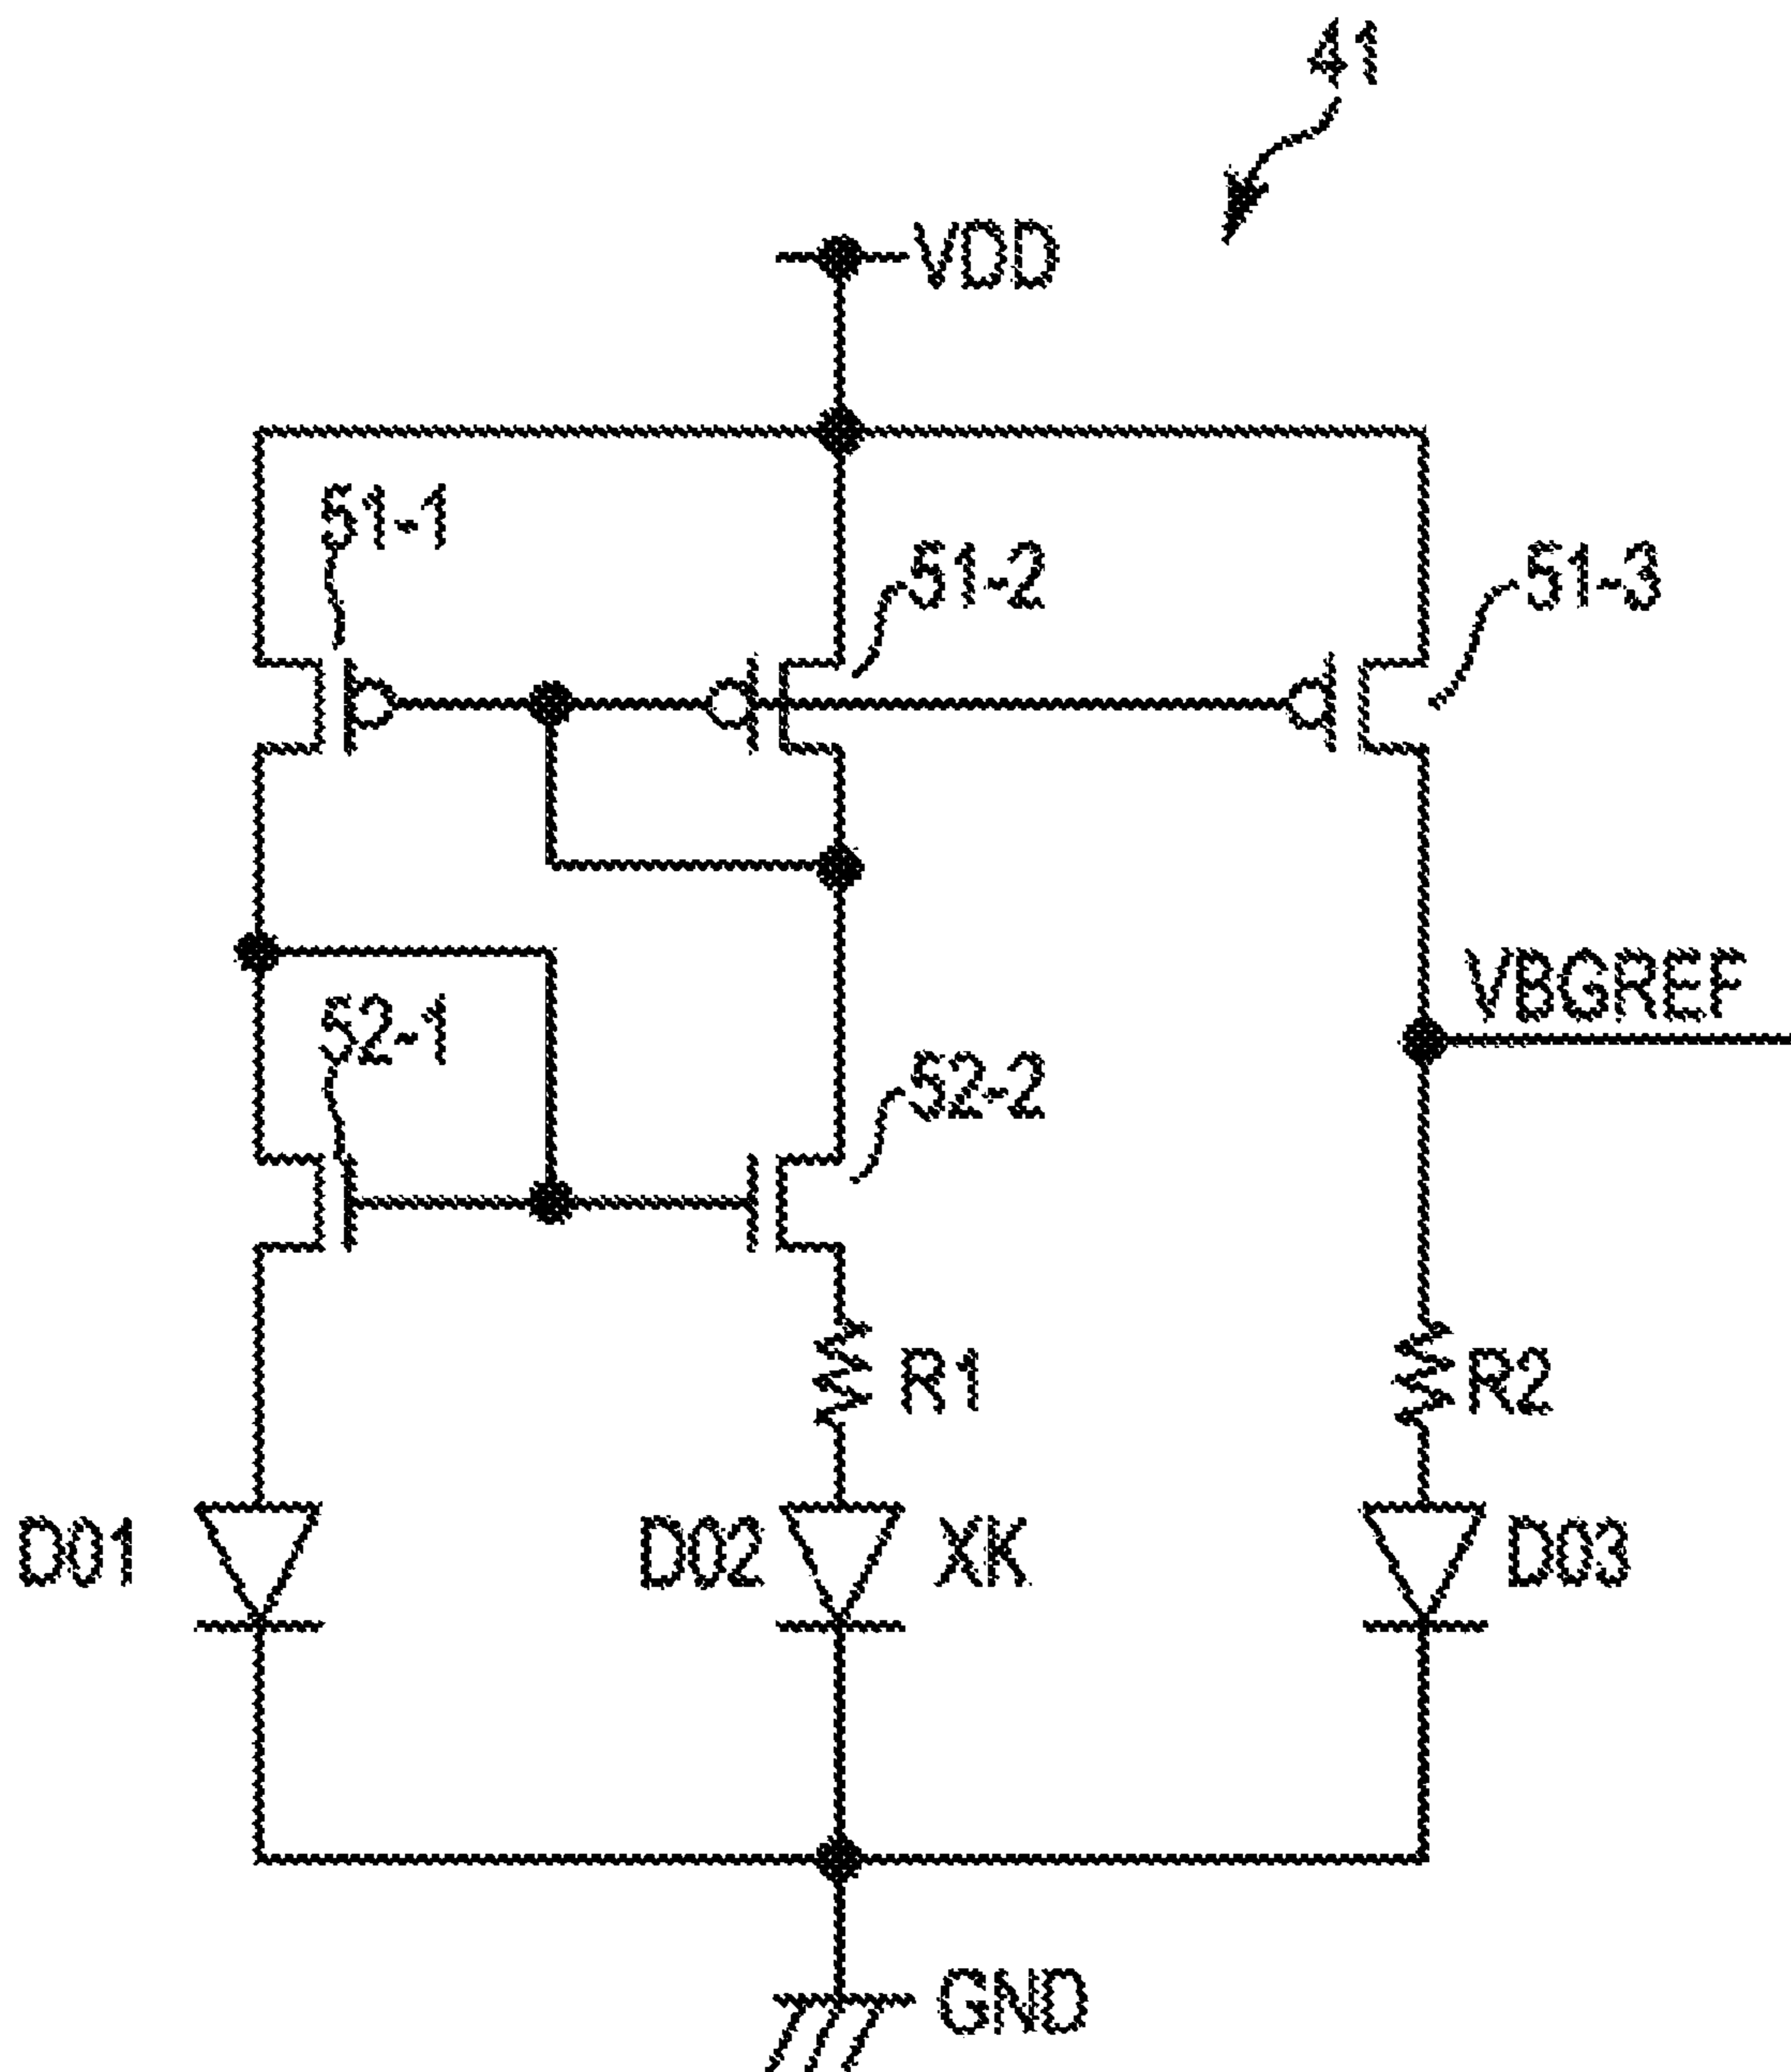 41
VDD
51-1
51-2
51-3
VBGREF
52-1
52-2
R1
R2
D01
D02
XK
D03
GND